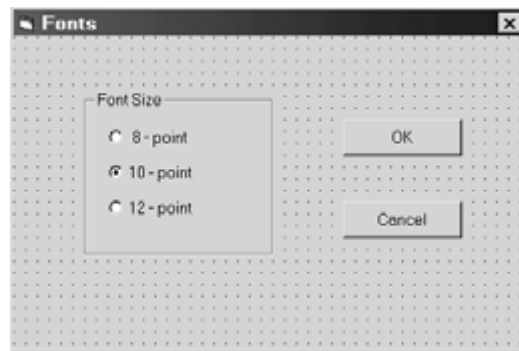 Fonts
Font Size
8 - point
10 - point
12 - point
OK
Cancel